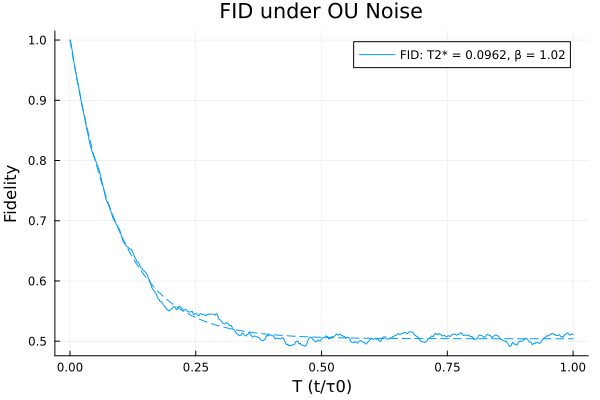 FID under OU Noise
FID: T2* = 0.0962, β = 1.02
Fidelity
1.0
0.9
0.8
0.7
0.6
0.5
0.00
0.25
0.50
0.75
1.00
T (t/τ0)